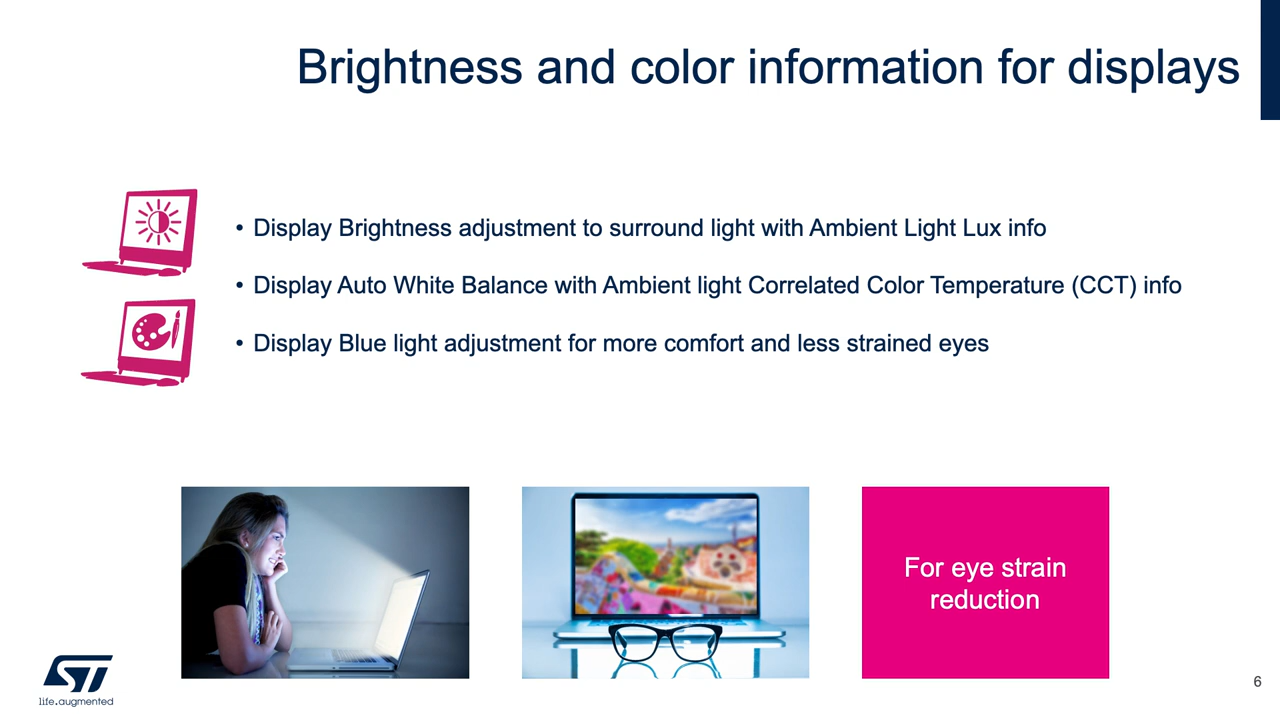 Brightness and color information for displays
• Display Brightness adjustment to surround light with Ambient Light Lux info
• Display Auto White Balance with Ambient light Correlated Color Temperature (CCT) info
• Display Blue light adjustment for more comfort and less strained eyes
For eye strain
reduction
ST
life.augmented
6